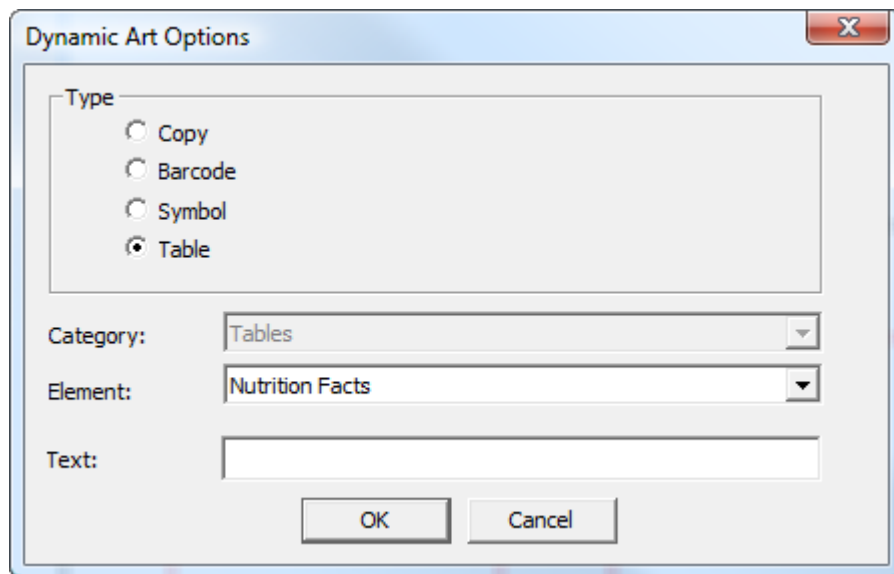 Dynamic Art Options
Type
Copy
Barcode
Symbol
Table
Category: Tables
Element: Nutrition Facts
Text:
OK Cancel